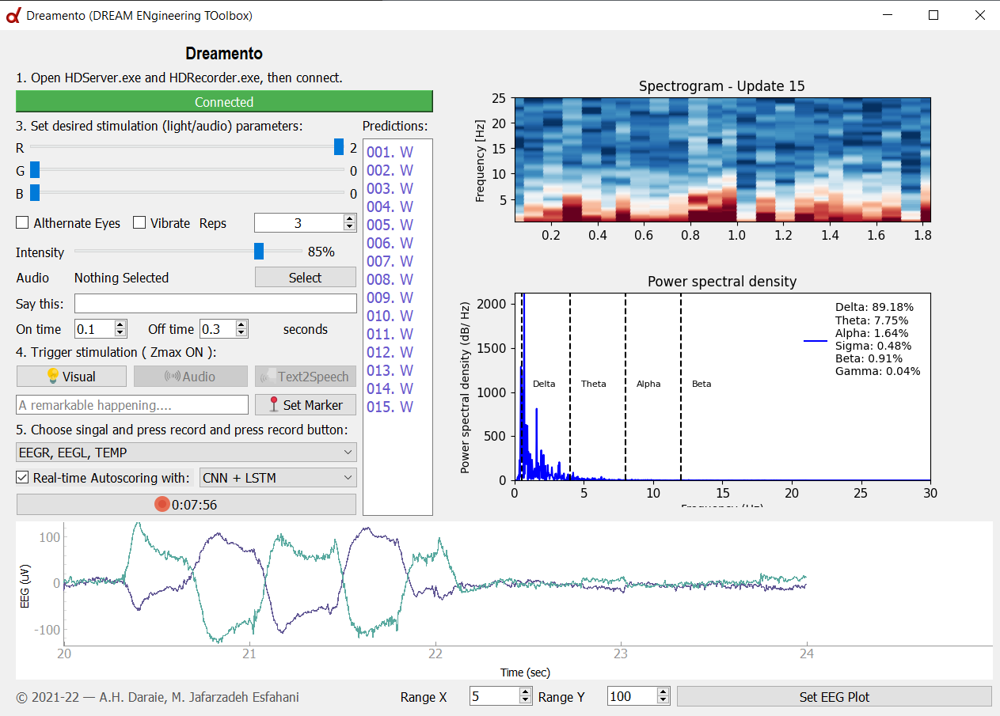 Dreamento (DREAM ENgineering TOolbox)
Dreamento
1. Open HDServer.exe and HDRecorder.exe, then connect.
Connected
3. Set desired stimulation (light/audio) parameters:
R 2
G 0
B 0
Althernate Eyes Vibrate Reps 3
Intensity 85%
Audio Nothing Selected Select
Say this:
On time 0.1 Off time 0.3 seconds
4. Trigger stimulation ( Zmax ON ):
Visual Audio Text2Speech
A remarkable happening.... Set Marker
5. Choose singal and press record and press record button:
EEGR, EEGL, TEMP
Real-time Autoscoring with: CNN + LSTM
0:07:56
Predictions:
001. W
002. W
003. W
004. W
005. W
006. W
007. W
008. W
009. W
010. W
011. W
012. W
013. W
014. W
015. W
Spectrogram - Update 15
Frequency [Hz]
25
20
15
10
5
0.2 0.4 0.6 0.8 1.0 1.2 1.4 1.6 1.8
Power spectral density
Power spectral density (dB/ Hz)
2000
1500
1000
500
0
Delta: 89.18%
Theta: 7.75%
Alpha: 1.64%
Sigma: 0.48%
Beta: 0.91%
Gamma: 0.04%
Delta Theta Alpha Beta
0 5 10 15 20 25 30
Frequency (Hz)
EEG (uV)
100
0
-100
20 21 22 23 24
Time (sec)
© 2021-22 — A.H. Daraie, M. Jafarzadeh Esfahani
Range X 5 Range Y 100 Set EEG Plot